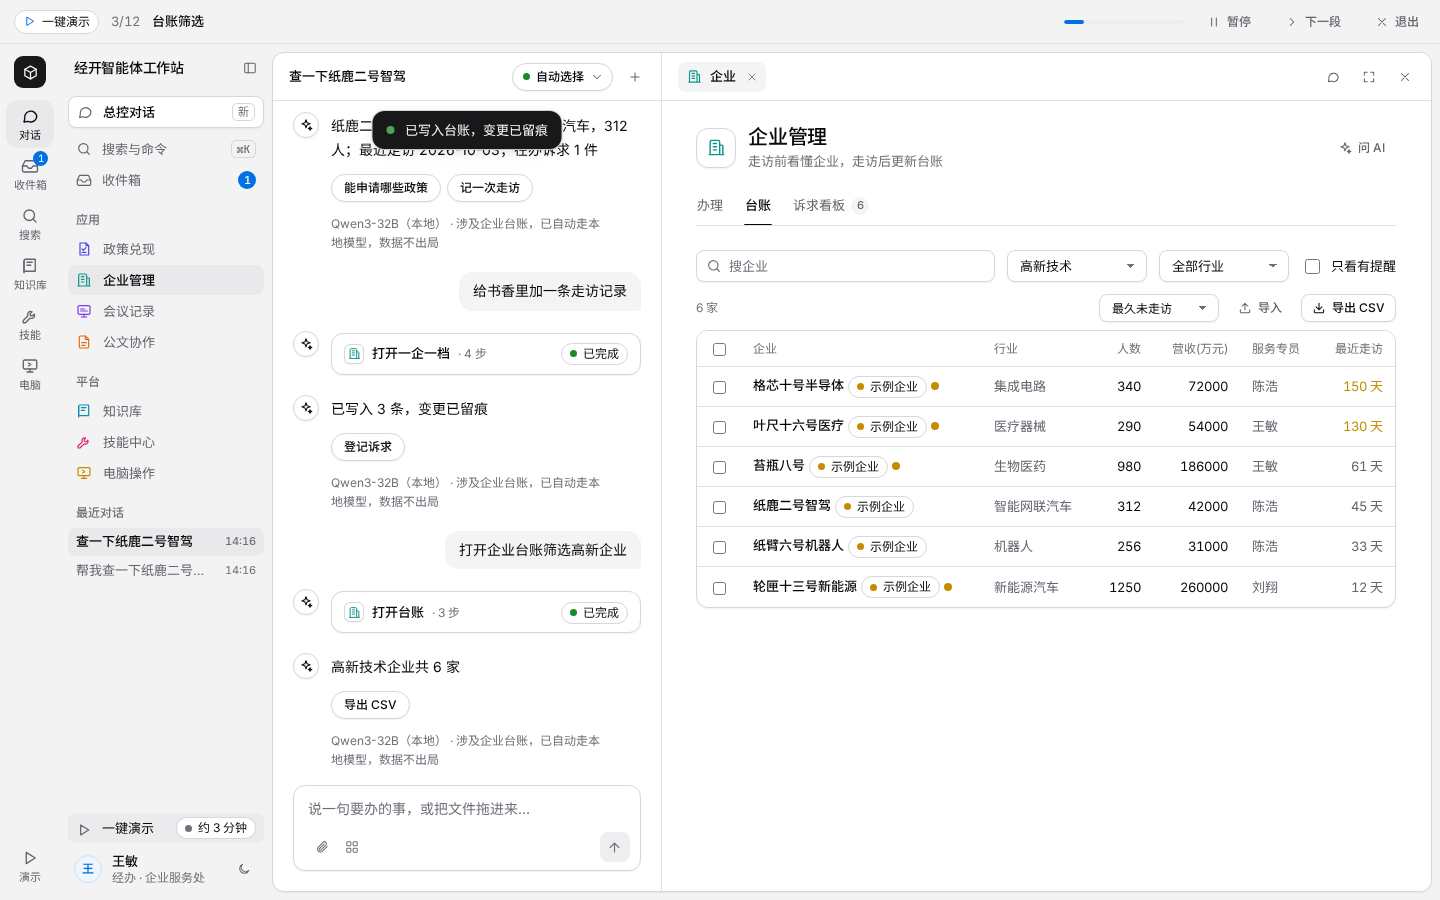 一键演示
3/12
台账筛选
暂停
下一段
退出
对话
1
收件箱
搜索
知识库
技能
电脑
演示
经开智能体工作站
总控对话
新
搜索与命令
⌘K
收件箱
1
应用
政策兑现
企业管理
会议记录
公文协作
平台
知识库
技能中心
电脑操作
最近对话
查一下纸鹿二号智驾
14:16
帮我查一下纸鹿二号...
14:16
一键演示
约 3 分钟
王
王敏
经办 · 企业服务处
查一下纸鹿二号智驾
自动选择
已写入台账，变更已留痕
纸鹿二
汽车，312
人；最近走访 2026-10-03，在办诉求 1 件
能申请哪些政策
记一次走访
Qwen3-32B（本地） · 涉及企业台账，已自动走本
地模型，数据不出局
给书香里加一条走访记录
打开一企一档
· 4 步
已完成
已写入 3 条，变更已留痕
登记诉求
Qwen3-32B（本地） · 涉及企业台账，已自动走本
地模型，数据不出局
打开企业台账筛选高新企业
打开台账
· 3 步
已完成
高新技术企业共 6 家
导出 CSV
Qwen3-32B（本地） · 涉及企业台账，已自动走本
地模型，数据不出局
说一句要办的事，或把文件拖进来...
企业
企业管理
走访前看懂企业，走访后更新台账
问 AI
办理
台账
诉求看板
6
搜企业
高新技术
全部行业
只看有提醒
6 家
最久未走访
导入
导出 CSV
企业 行业 人数 营收(万元) 服务专员 最近走访
格芯十号半导体 示例企业 集成电路 340 72000 陈浩 150 天
叶尺十六号医疗 示例企业 医疗器械 290 54000 王敏 130 天
苔瓶八号 示例企业 生物医药 980 186000 王敏 61 天
纸鹿二号智驾 示例企业 智能网联汽车 312 42000 陈浩 45 天
纸臂六号机器人 示例企业 机器人 256 31000 陈浩 33 天
轮匣十三号新能源 示例企业 新能源汽车 1250 260000 刘翔 12 天